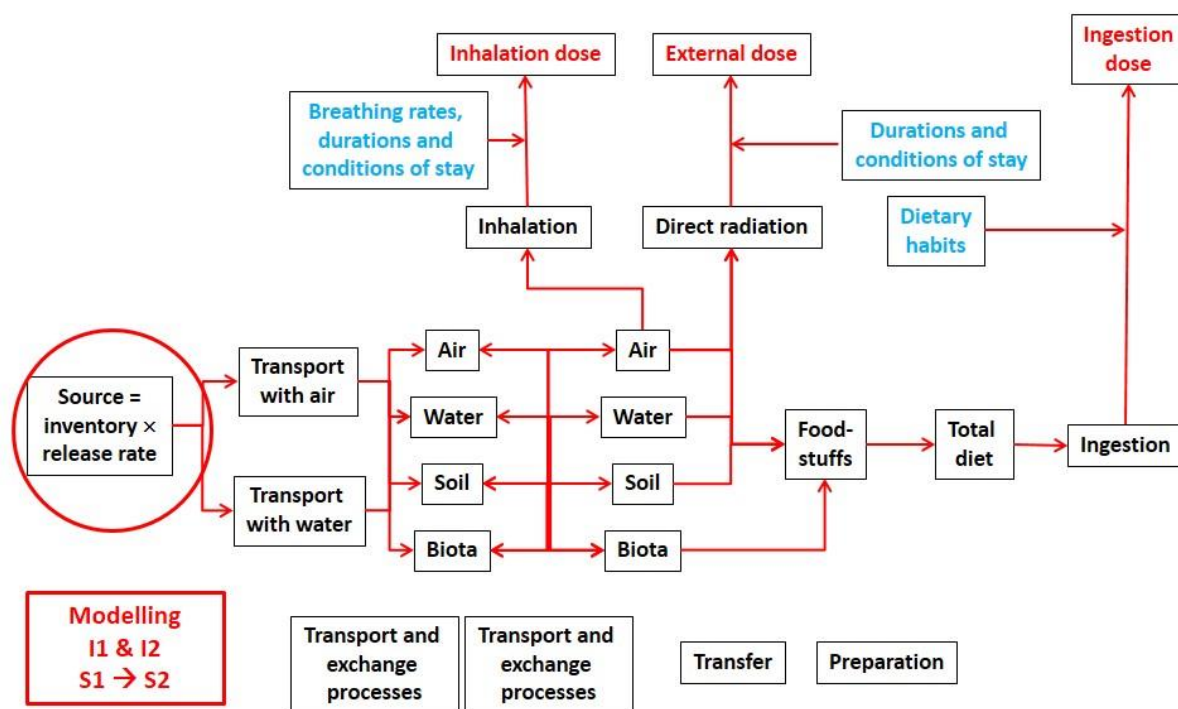 Inhalation dose
External dose
Ingestion
dose
Breathing rates,
durations and
conditions of stay
Durations and
conditions of stay
Dietary
habits
Inhalation
Direct radiation
Source =
inventory ×
release rate
Transport
with air
Transport
with water
Air
Water
Soil
Biota
Air
Water
Soil
Biota
Food-
stuffs
Total
diet
Ingestion
Modelling
I1 & I2
S1 → S2
Transport and
exchange
processes
Transport and
exchange
processes
Transfer
Preparation